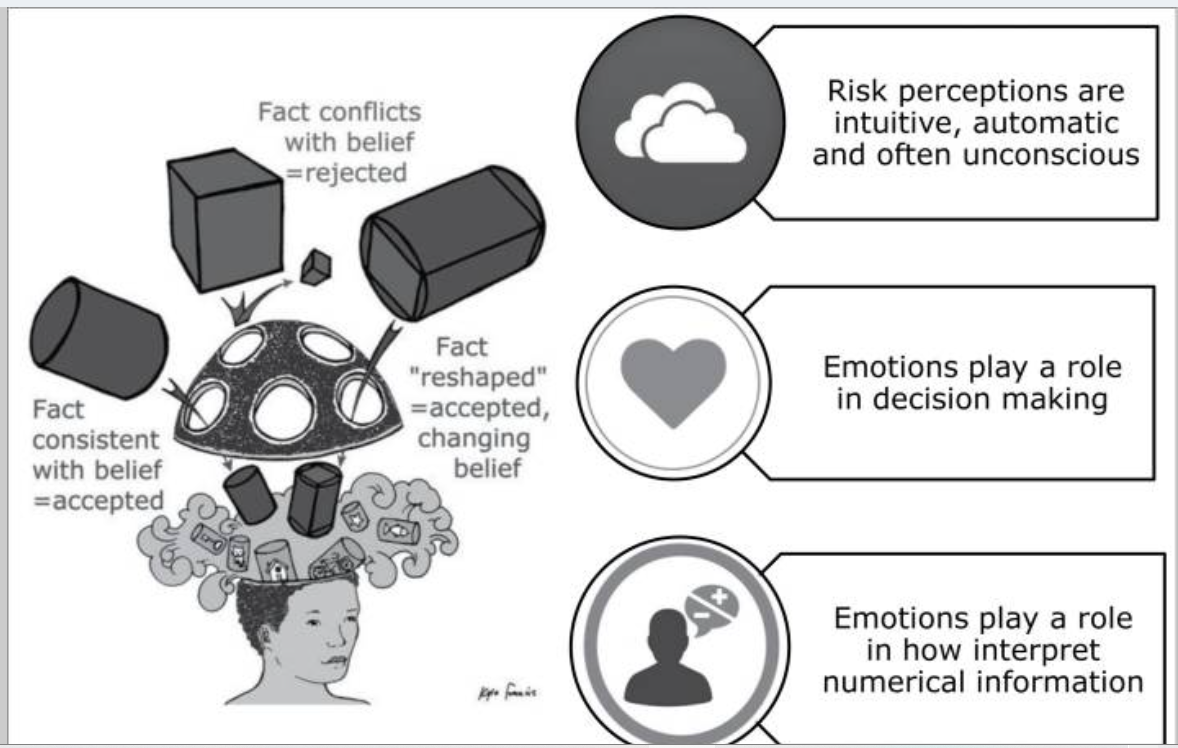 Fact conflicts
with belief
=rejected
Fact
"reshaped"
=accepted,
changing
belief
Fact
consistent
with belief
=accepted
Risk perceptions are
intuitive, automatic
and often unconscious
Emotions play a role
in decision making
Emotions play a role
in how interpret
numerical information